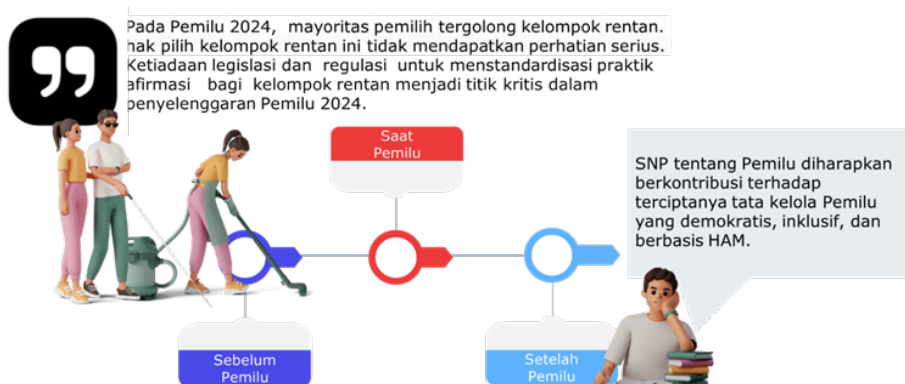 Pada Pemilu 2024, mayoritas pemilih tergolong kelompok rentan.
hak pilih kelompok rentan ini tidak mendapatkan perhatian serius.
Ketiadaan legislasi dan regulasi untuk menstandardisasi praktik
afirmasi bagi kelompok rentan menjadi titik kritis dalam
penyelenggaran Pemilu 2024.
Saat
Pemilu
SNP tentang Pemilu diharapkan
berkontribusi terhadap
terciptanya tata kelola Pemilu
yang demokratis, inklusif, dan
berbasis HAM.
Sebelum
Pemilu
Setelah
Pemilu